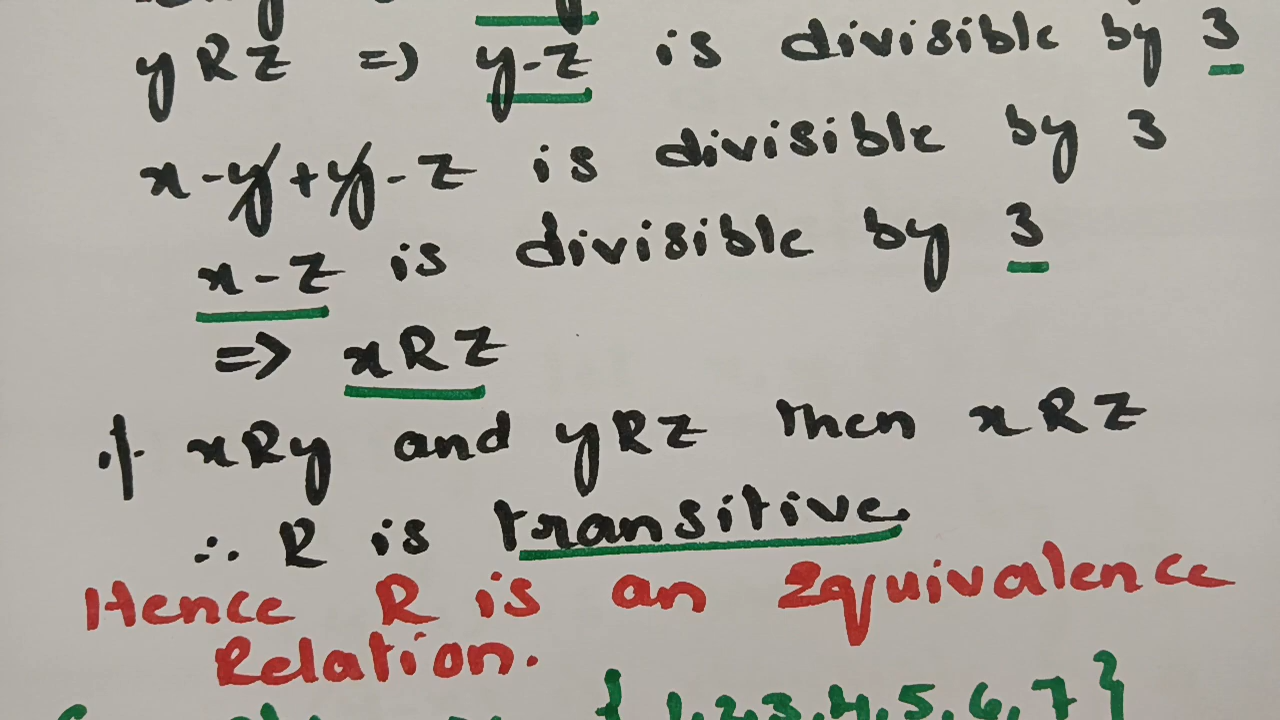 y R Z => y-z is divisible by 3
x-y+y-z is divisible by 3
x-z is divisible by 3
=> xRZ
if xRy and yRz then xRZ
∴ R is transitive.
Hence R is an Equivalence
Relation.
{ 1,2,3,4,5,6,7 }